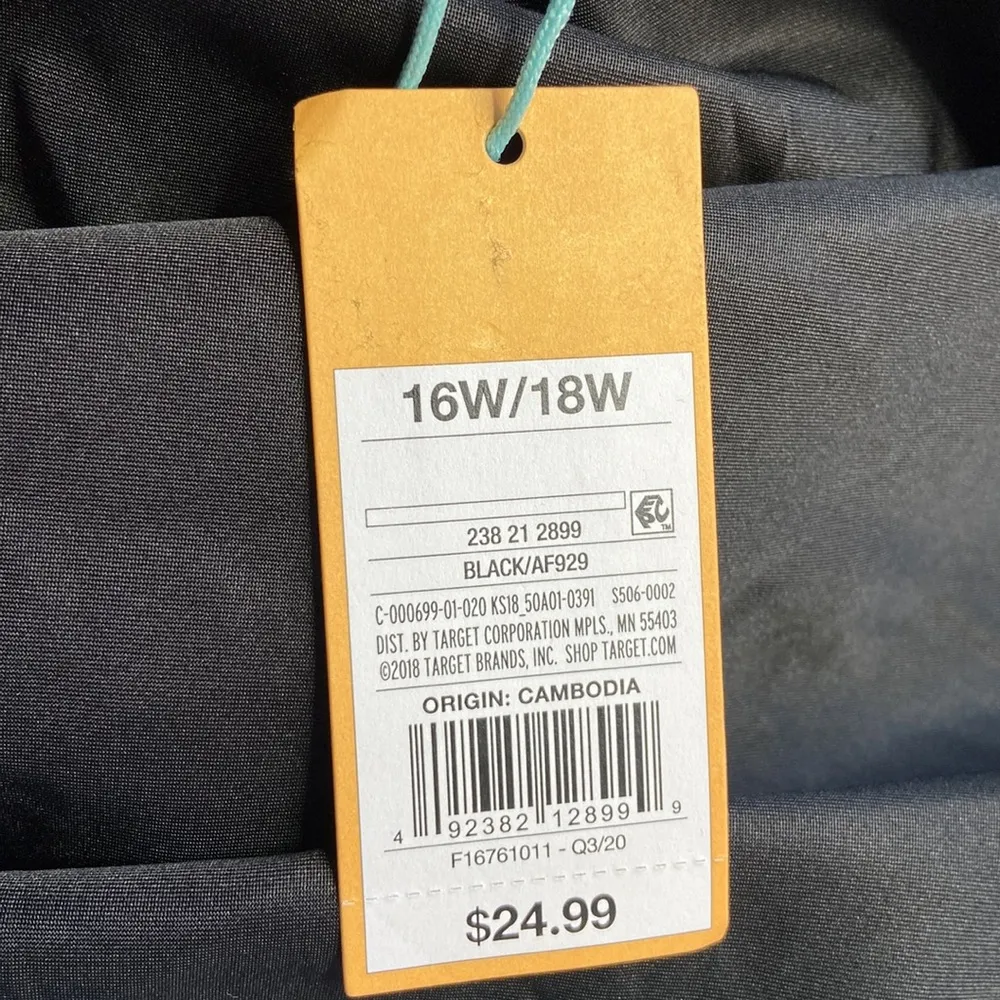 16W/18W
238 21 2899
BLACK/AF929
C-000699-01-020 KS18_50A01-0391 S506-0002
DIST. BY TARGET CORPORATION MPLS., MN 55403
©2018 TARGET BRANDS, INC. SHOP TARGET.COM
ORIGIN: CAMBODIA
4 92382 12899 9
F16761011 - Q3/20
$24.99